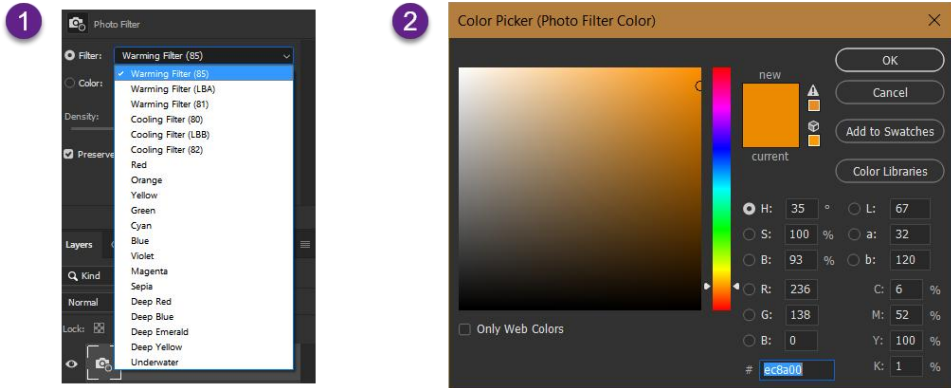 1
Photo Filter
Filter: Warming Filter (85)
Warming Filter (85)
Color:
Warming Filter (LBA)
Warming Filter (81)
Density:
Cooling Filter (80)
Cooling Filter (LBB)
Preserve
Cooling Filter (82)
Red
Orange
Yellow
Green
Cyan
Layers
Blue
Violet
Kind
Magenta
Sepia
Normal
Deep Red
Deep Blue
Lock:
Deep Emerald
Deep Yellow
Underwater
2
Color Picker (Photo Filter Color)
new
current
OK
Cancel
Add to Swatches
Color Libraries
H: 35 ° L: 67
S: 100 % a: 32
B: 93 % b: 120
R: 236 C: 6 %
G: 138 M: 52 %
B: 0 Y: 100 %
# ec8a00 K: 1 %
Only Web Colors